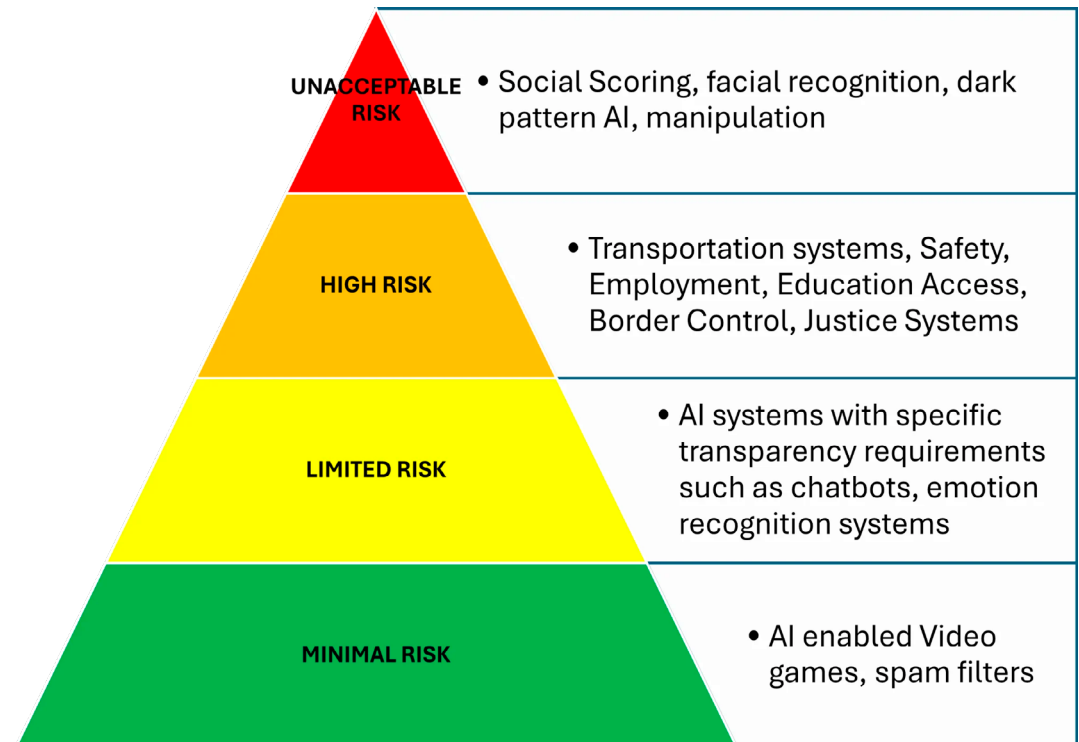 UNACCEPTABLE
RISK
• Social Scoring, facial recognition, dark
pattern AI, manipulation
HIGH RISK
• Transportation systems, Safety,
Employment, Education Access,
Border Control, Justice Systems
LIMITED RISK
• AI systems with specific
transparency requirements
such as chatbots, emotion
recognition systems
MINIMAL RISK
• AI enabled Video
games, spam filters